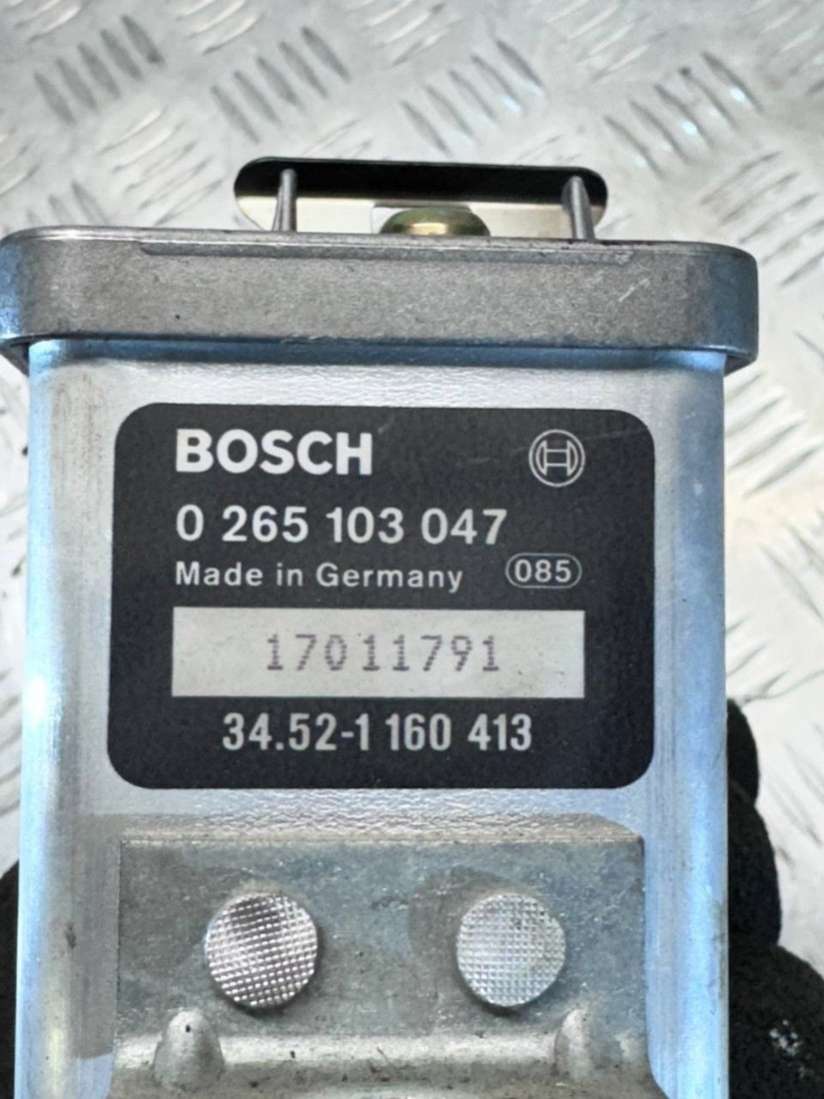 BOSCH
0 265 103 047
Made in Germany 085
17011791
34.52-1 160 413